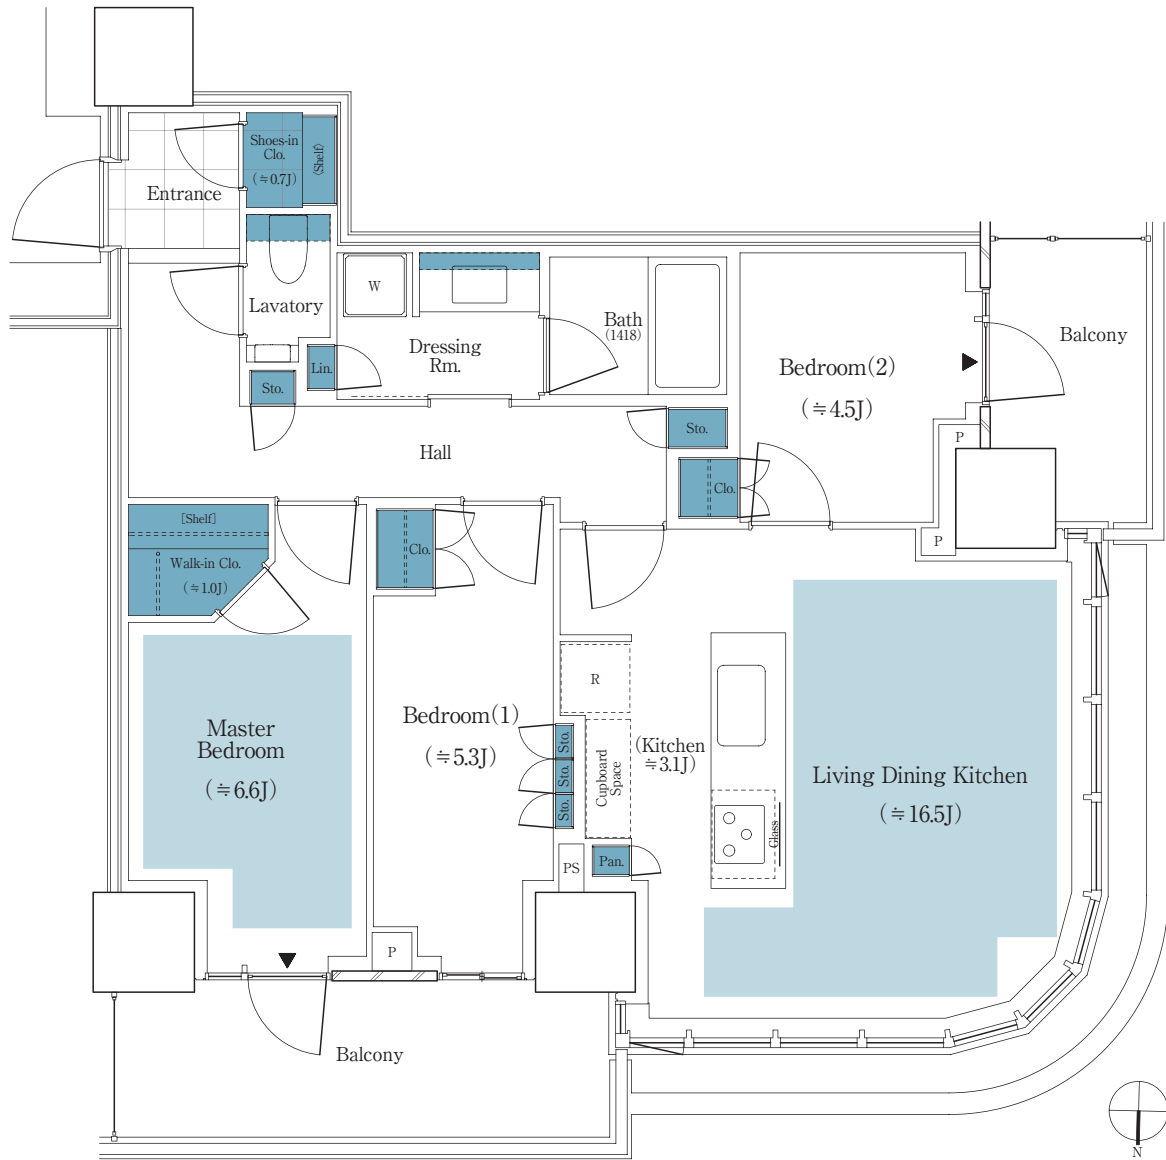 Shoes-in
Clo.
(≒0.7J)
〈Shelf〉
Entrance
Lavatory
W
Dressing
Rm.
Bath
(1418)
Bedroom(2)
(≒4.5J)
Balcony
Lin.
Sto.
Hall
Sto.
Clo.
P
P
[Shelf]
Walk-in Clo.
(≒1.0J)
Clo.
Master
Bedroom
(≒6.6J)
Bedroom(1)
(≒5.3J)
Sto.
Sto.
Sto.
R
Cupboard
Space
(Kitchen
≒3.1J)
Glass
Living Dining Kitchen
(≒16.5J)
PS
Pan.
P
Balcony
N